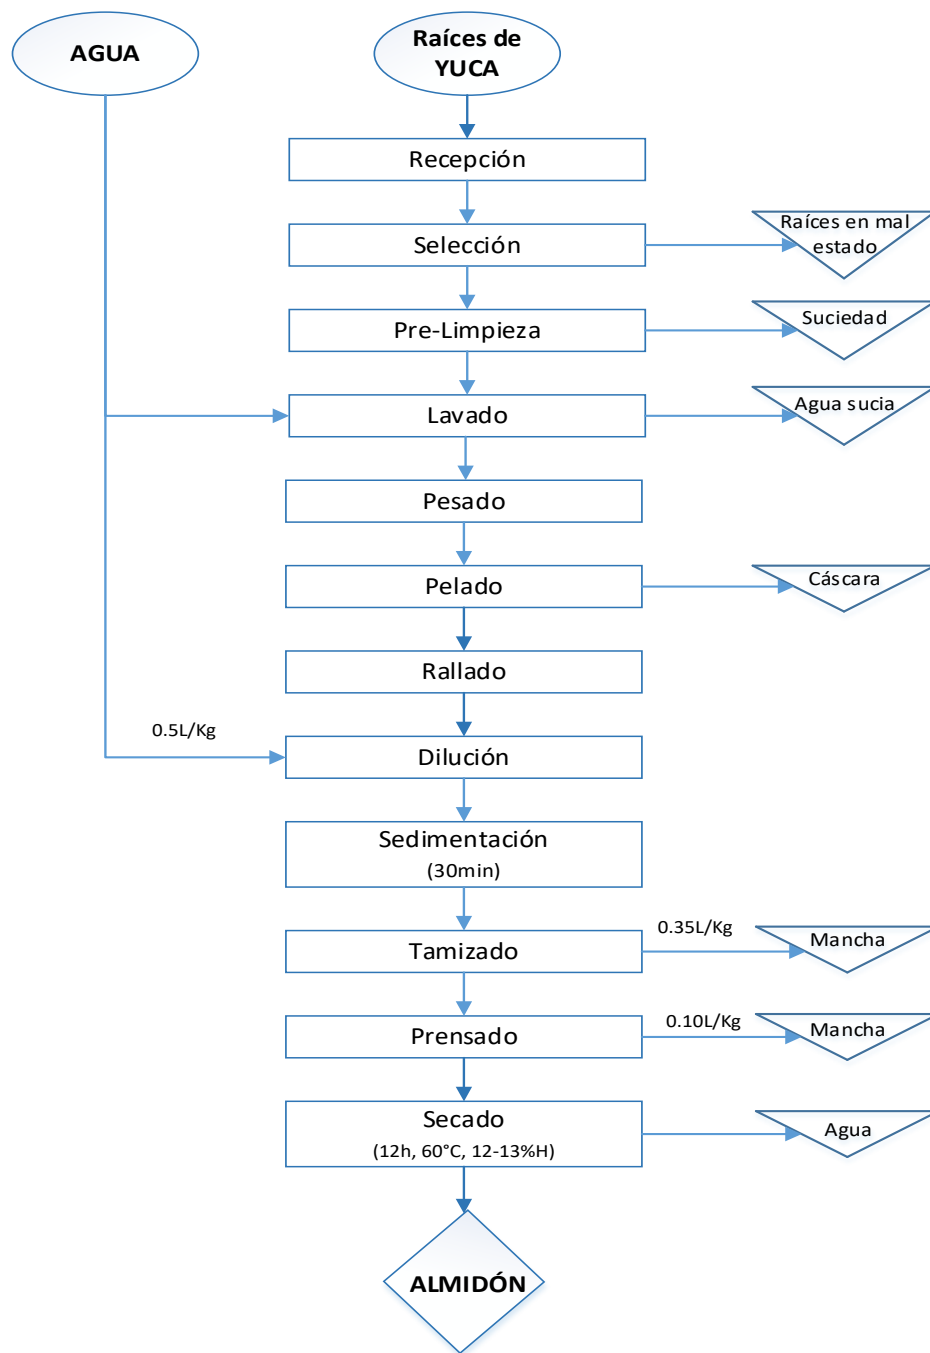 AGUA
Raíces de
YUCA
Recepción
Selección
Raíces en mal
estado
Pre-Limpieza
Suciedad
Lavado
Agua sucia
Pesado
Pelado
Cáscara
Rallado
0.5L/Kg
Dilución
Sedimentación
(30min)
Tamizado
0.35L/Kg
Mancha
Prensado
0.10L/Kg
Mancha
Secado
(12h, 60°C, 12-13%H)
Agua
ALMIDÓN